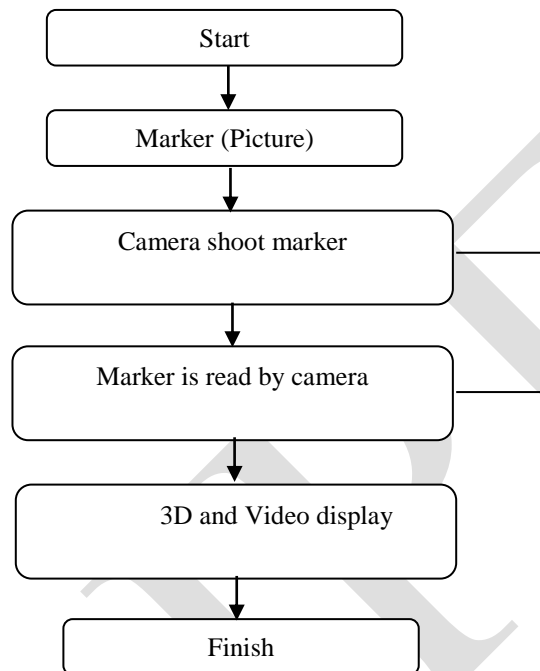 Start
Marker (Picture)
Camera shoot marker
Marker is read by camera
3D and Video display
Finish